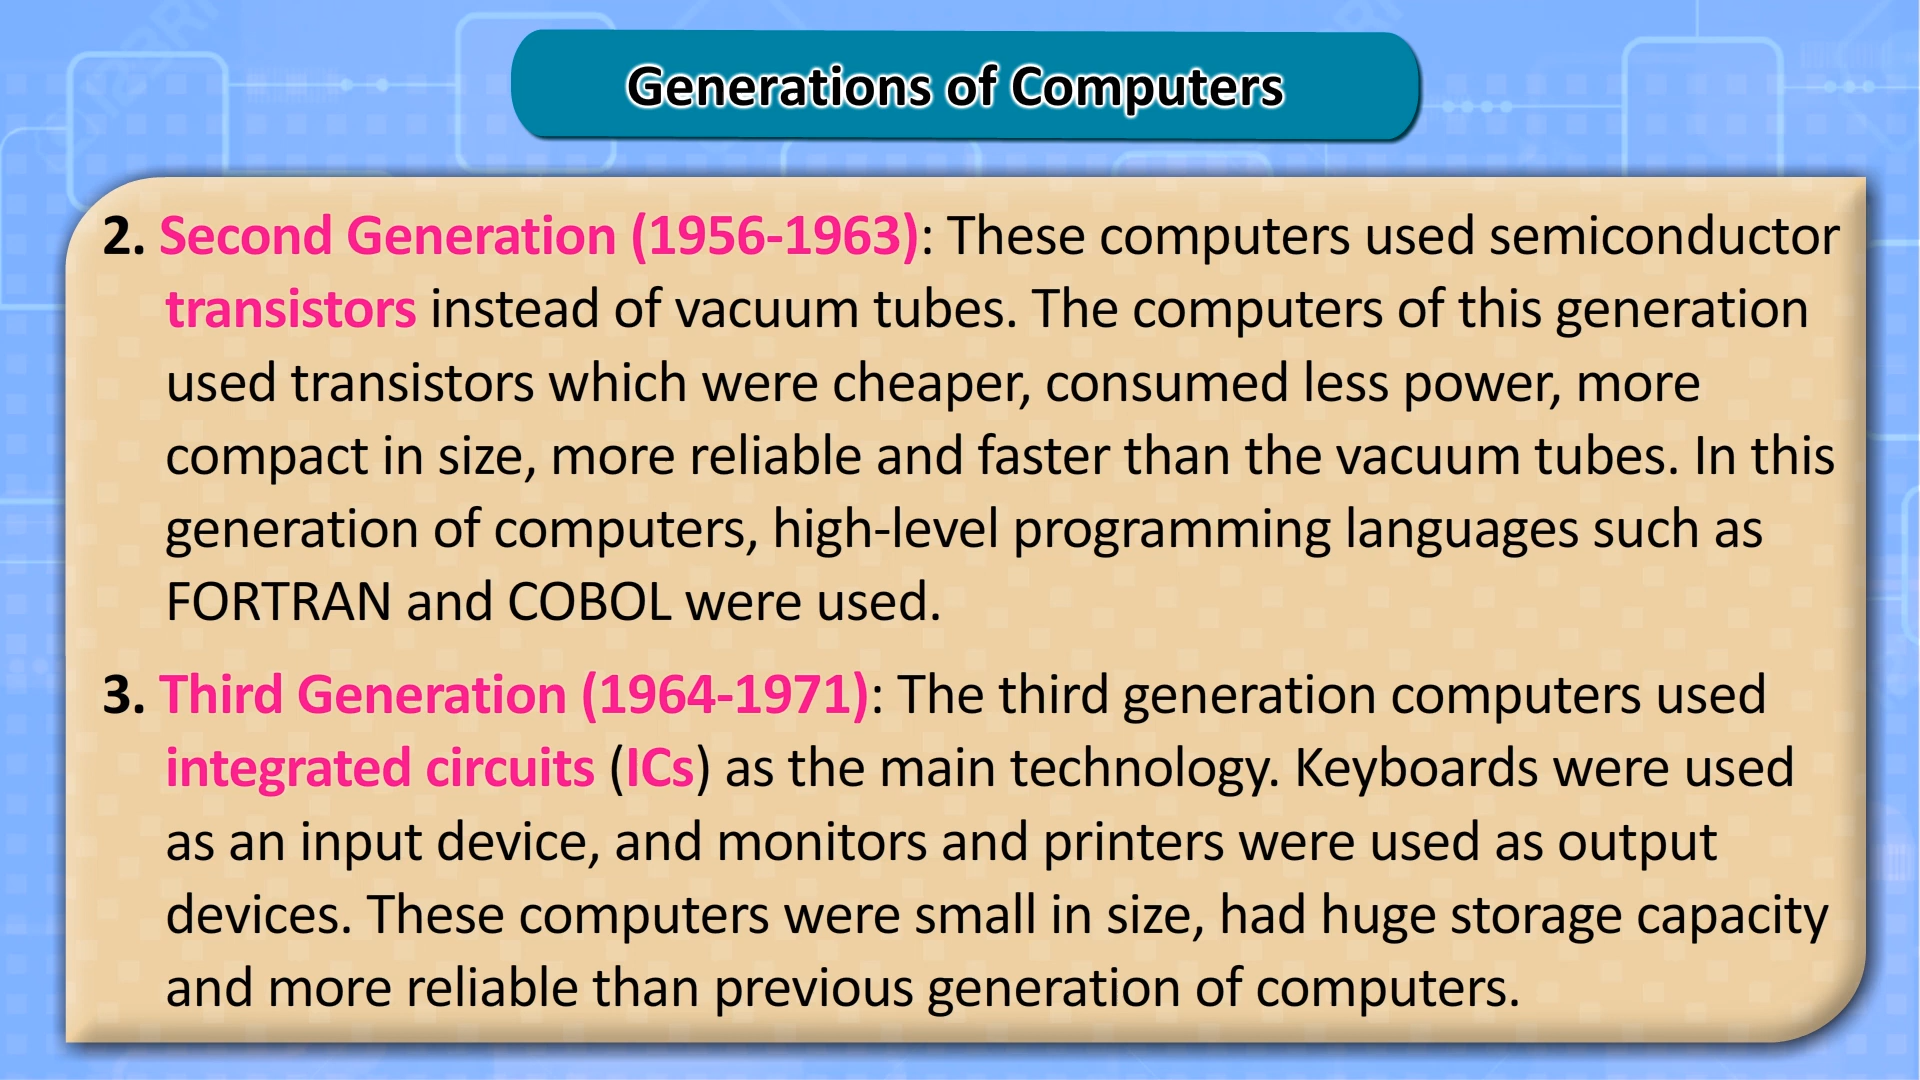 Generations of Computers
2. Second Generation (1956-1963): These computers used semiconductor
transistors instead of vacuum tubes. The computers of this generation
used transistors which were cheaper, consumed less power, more
compact in size, more reliable and faster than the vacuum tubes. In this
generation of computers, high-level programming languages such as
FORTRAN and COBOL were used.
3. Third Generation (1964-1971): The third generation computers used
integrated circuits (ICs) as the main technology. Keyboards were used
as an input device, and monitors and printers were used as output
devices. These computers were small in size, had huge storage capacity
and more reliable than previous generation of computers.